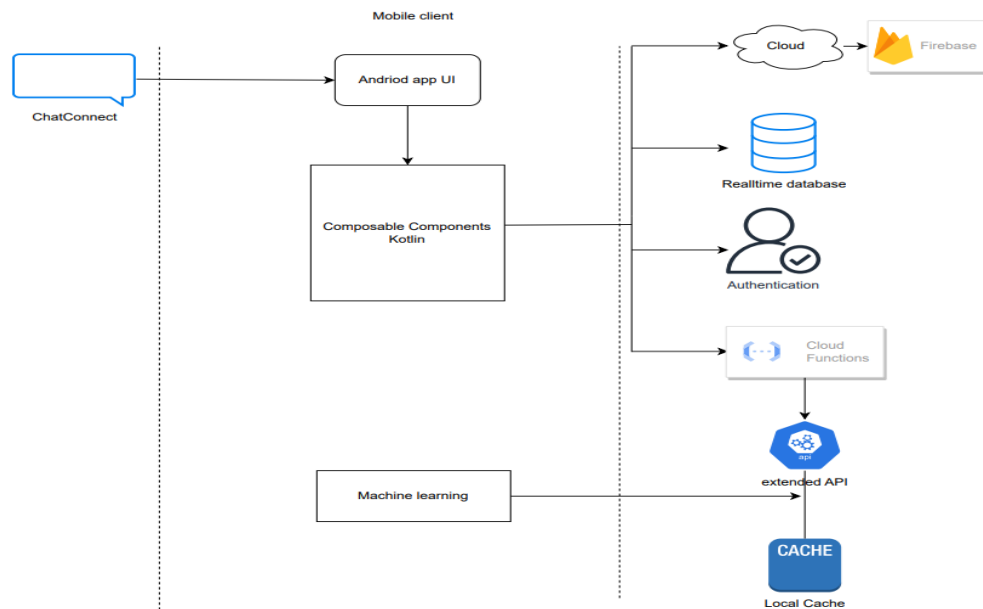 Mobile client
ChatConnect
Andriod app UI
Composable Components
Kotlin
Cloud
Firebase
Realltime database
Authentication
Cloud
Functions
api
extended API
Machine learning
CACHE
Local Cache